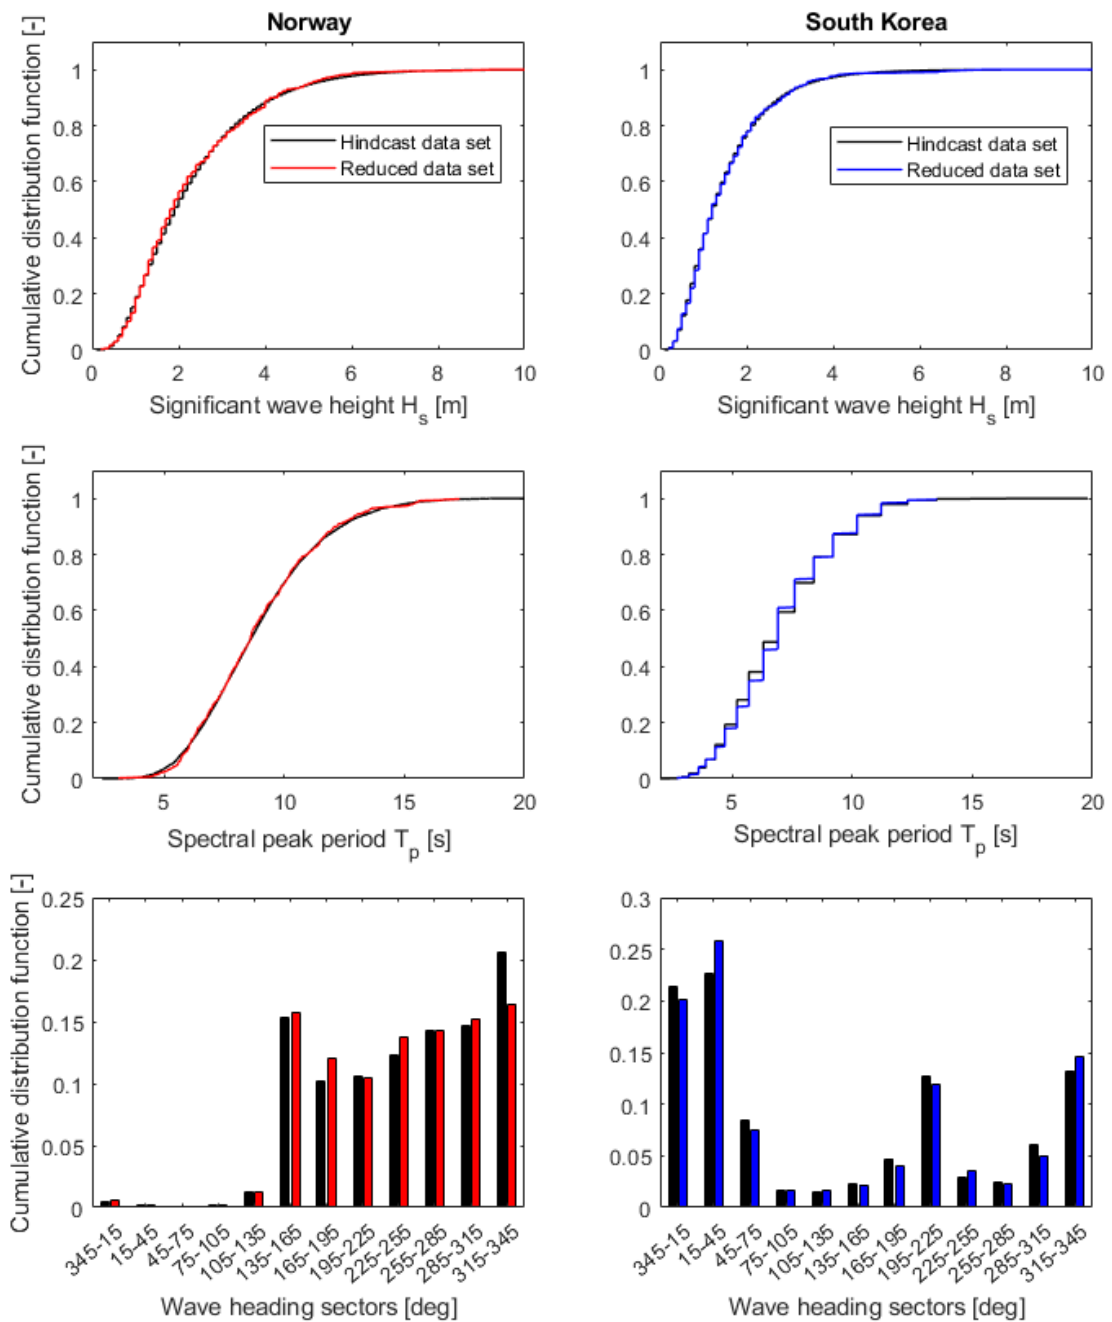 Norway
Cumulative distribution function [-]
1
0.8
0.6
0.4
0.2
0
Hindcast data set
Reduced data set
0 2 4 6 8 10
Significant wave height H_s [m]
South Korea
1
0.8
0.6
0.4
0.2
0
Hindcast data set
Reduced data set
0 2 4 6 8 10
Significant wave height H_s [m]
Cumulative distribution function [-]
1
0.8
0.6
0.4
0.2
0
5 10 15 20
Spectral peak period T_p [s]
1
0.8
0.6
0.4
0.2
0
5 10 15 20
Spectral peak period T_p [s]
Cumulative distribution function [-]
0.25
0.2
0.15
0.1
0.05
0
345-15 15-45 45-75 75-105 105-135 135-165 165-195 195-225 225-255 255-285 285-315 315-345
Wave heading sectors [deg]
0.3
0.25
0.2
0.15
0.1
0.05
0
345-15 15-45 45-75 75-105 105-135 135-165 165-195 195-225 225-256 255-285 285-315 315-345
Wave heading sectors [deg]